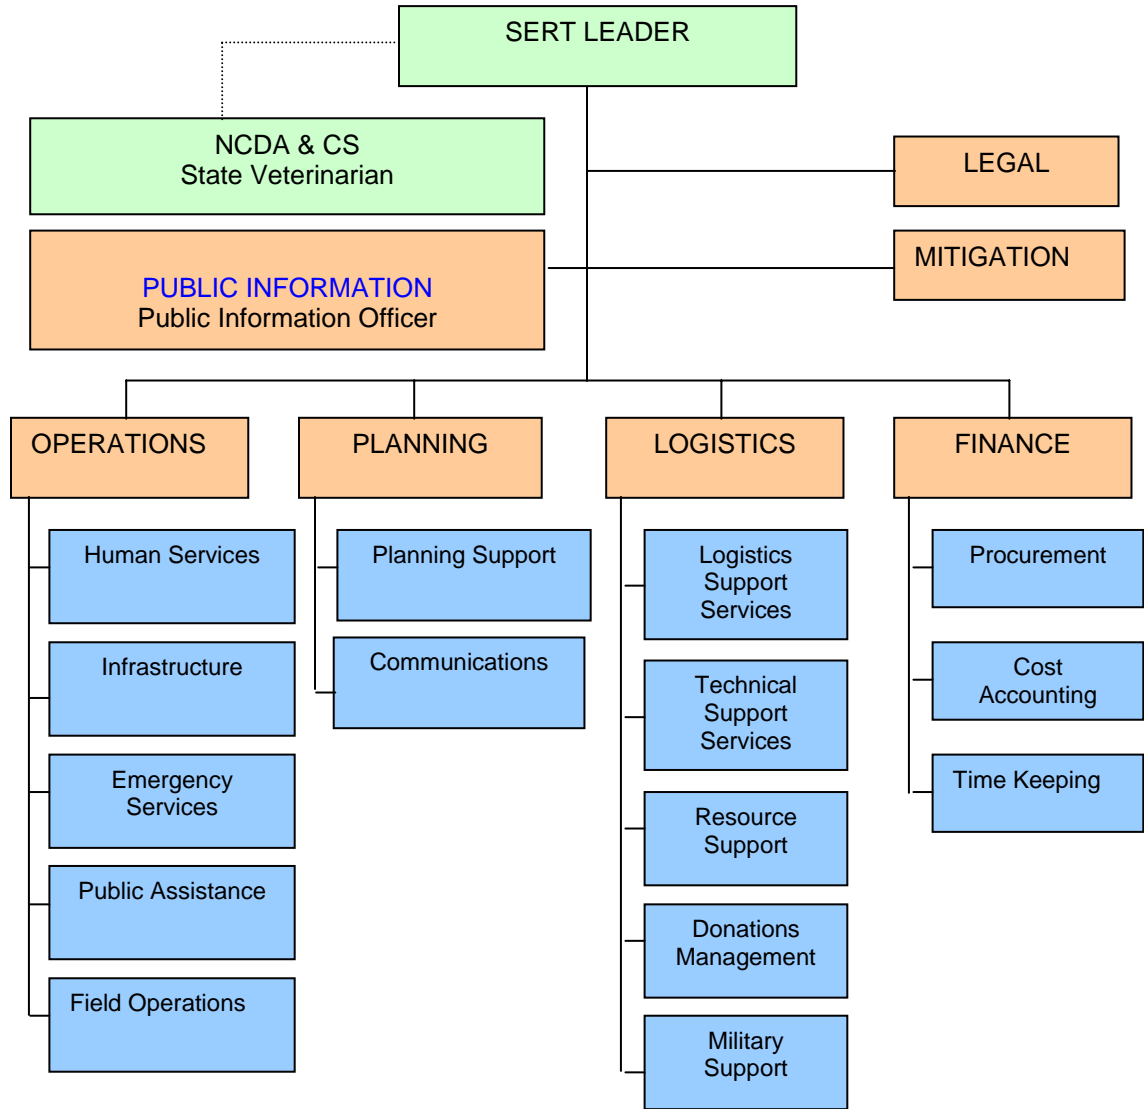 SERT LEADER
NCDA & CS
State Veterinarian
LEGAL
PUBLIC INFORMATION
Public Information Officer
MITIGATION
OPERATIONS
Human Services
Infrastructure
Emergency
Services
Public Assistance
Field Operations
PLANNING
Planning Support
Communications
LOGISTICS
Logistics
Support
Services
Technical
Support
Services
Resource
Support
Donations
Management
Military
Support
FINANCE
Procurement
Cost
Accounting
Time Keeping